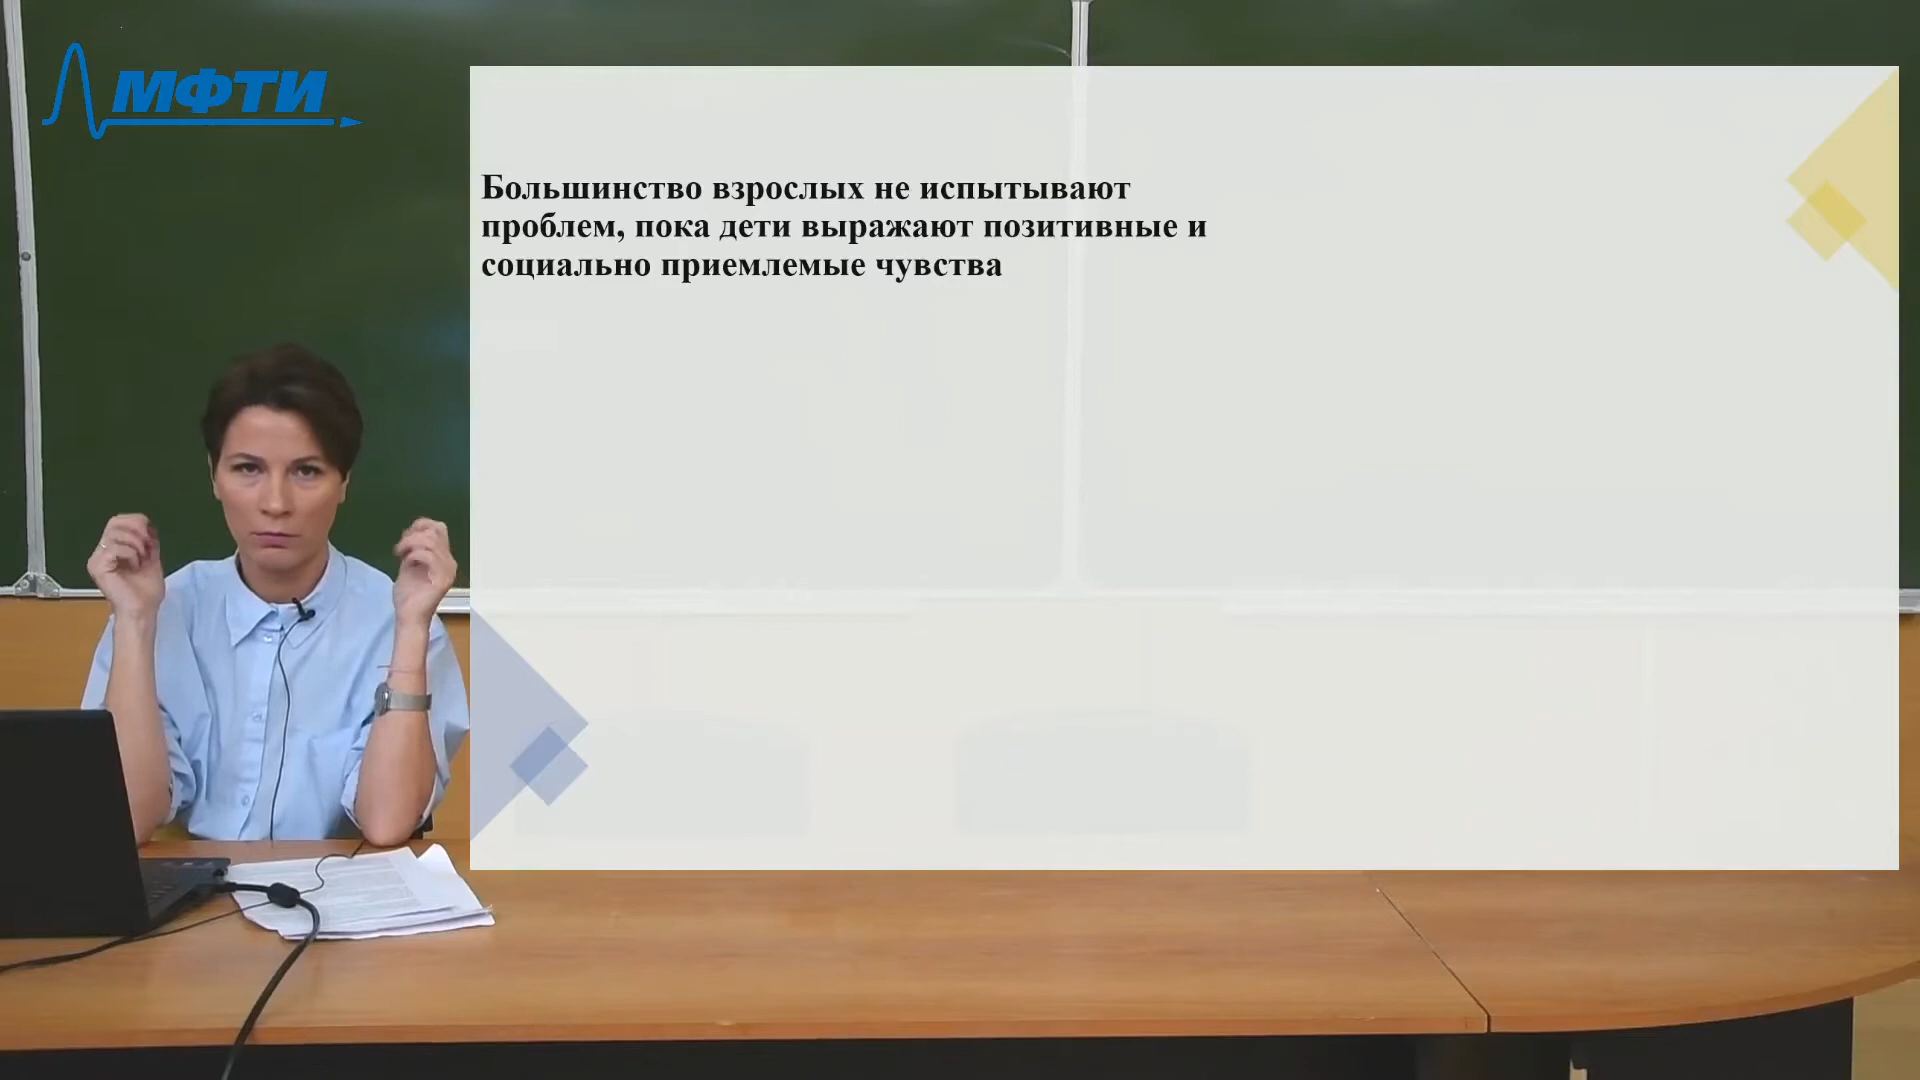 МФТИ
Большинство взрослых не испытывают
проблем, пока дети выражают позитивные и
социально приемлемые чувства